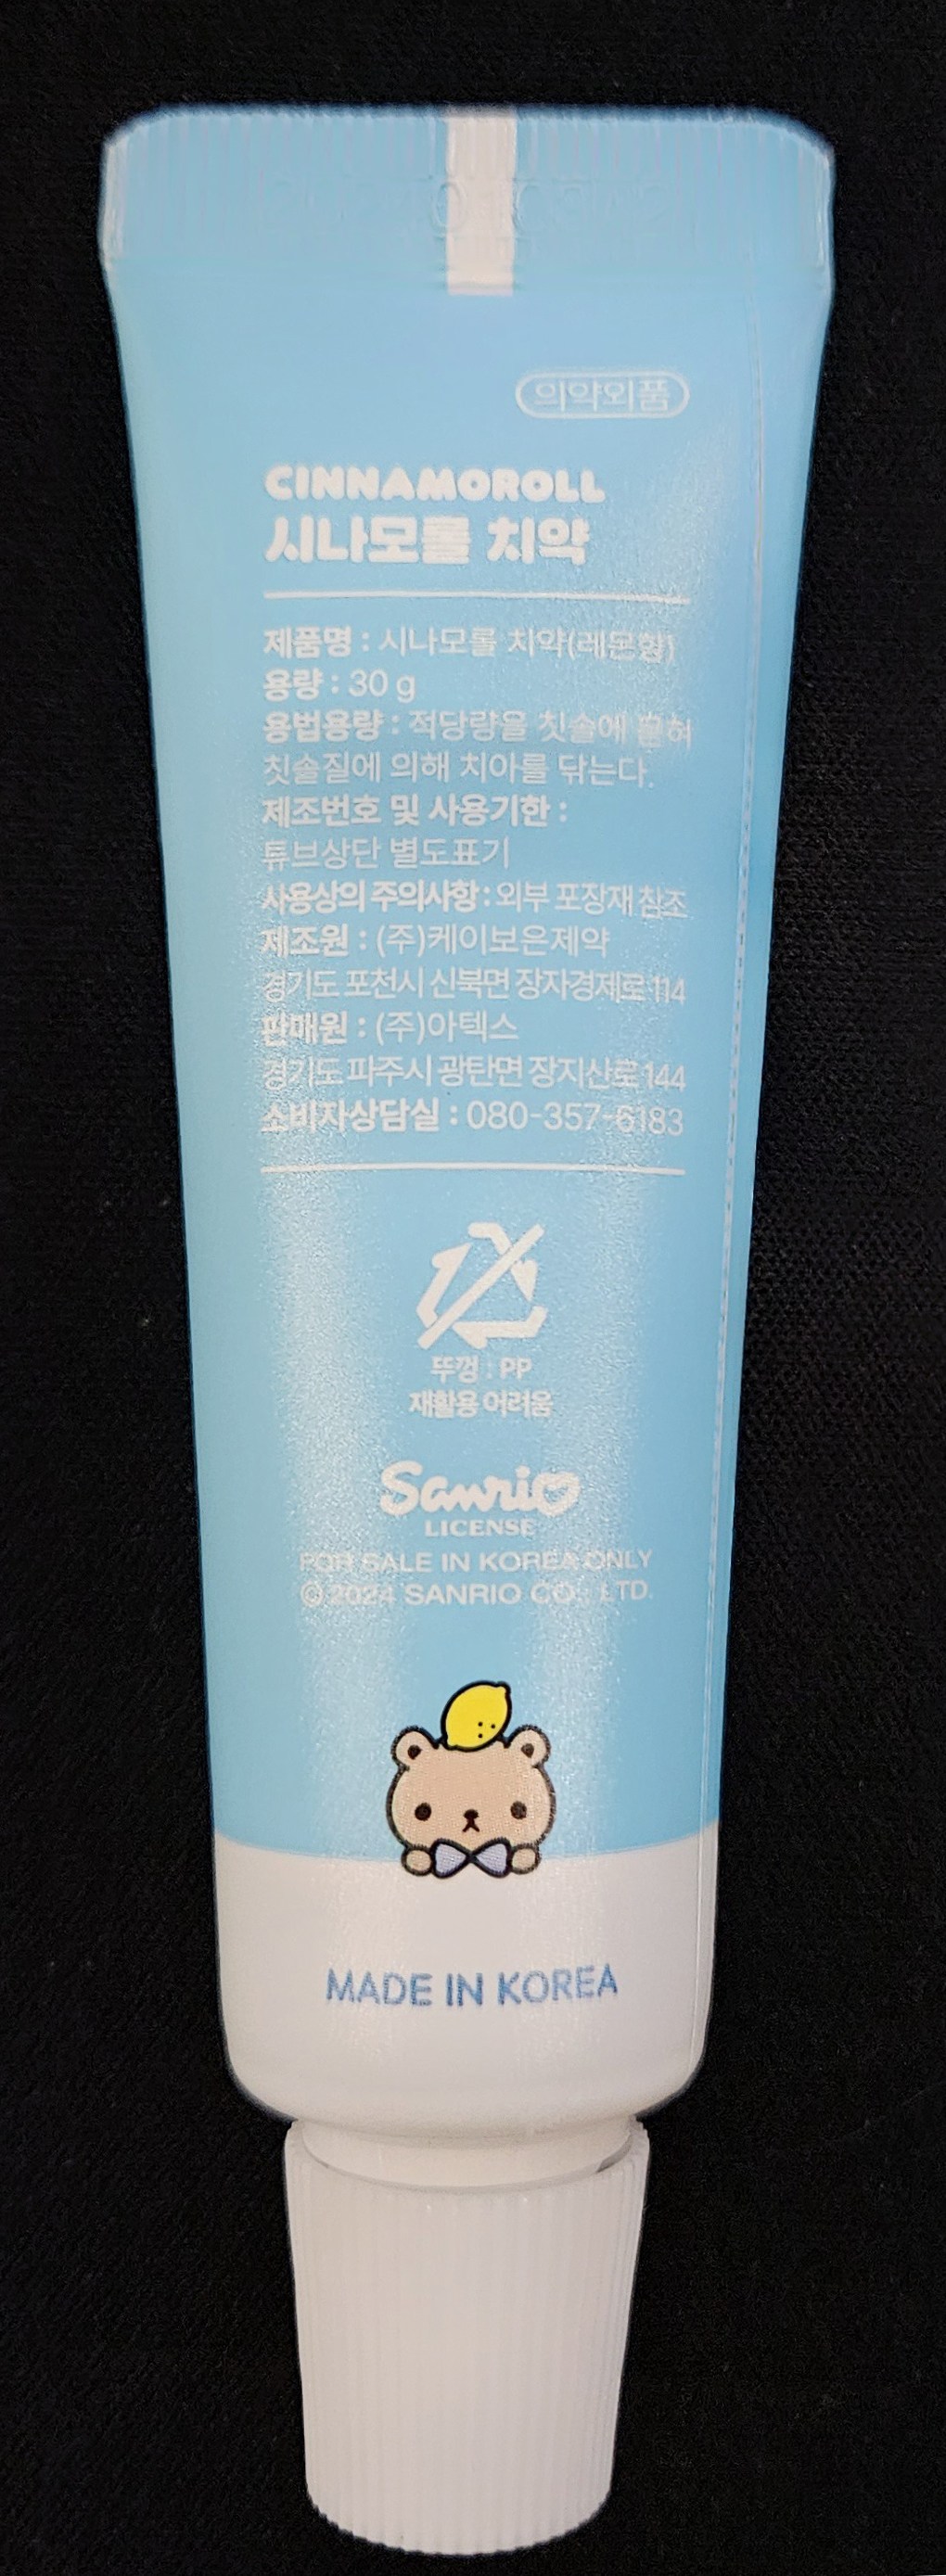 의약외품
CINNAMOROLL
시나모롤 치약
제품명 : 시나모롤 치약(레몬향)
용량 : 30 g
용법용량 : 적당량을 칫솔에 묻혀
칫솔질에 의해 치아를 닦는다.
제조번호 및 사용기한 :
튜브상단 별도표기
사용상의 주의사항 : 외부 포장재 참조
제조원 : (주)케이보은제약
경기도 포천시 신북면 장자경제로 114
판매원 : (주)아텍스
경기도 파주시 광탄면 장지산로 144
소비자상담실 : 080-357-6183
뚜껑 : PP
재활용 어려움
Sanrio
LICENSE
FOR SALE IN KOREA ONLY
© 2024 SANRIO CO., LTD.
MADE IN KOREA